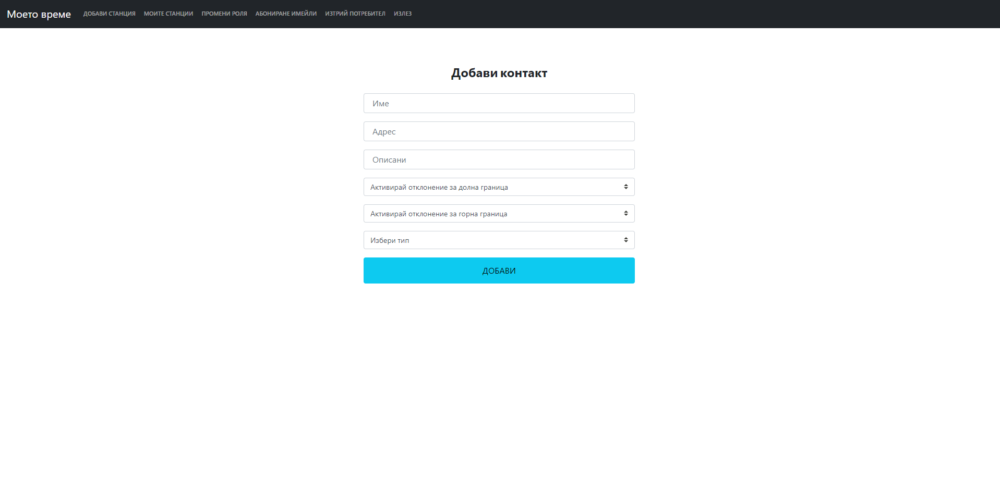 Моето време ДОБАВИ СТАНЦИЯ МОИТЕ СТАНЦИИ ПРОМЕНИ РОЛЯ АБОНИРАНЕ ИМЕЙЛИ ИЗТРИЙ ПОТРЕБИТЕЛ ИЗЛЕЗ
Добави контакт
Име
Адрес
Описани
Активирай отклонение за долна граница
Активирай отклонение за горна граница
Избери тип
ДОБАВИ